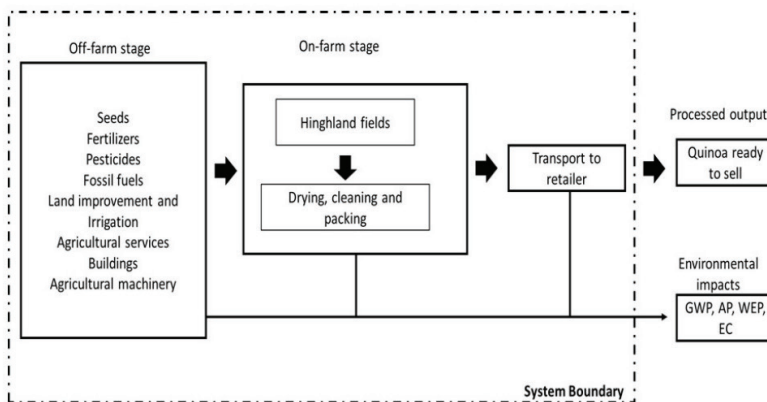 Off-farm stage
Seeds
Fertilizers
Pesticides
Fossil fuels
Land improvement and
Irrigation
Agricultural services
Buildings
Agricultural machinery
On-farm stage
Hinghland fields
Drying, cleaning and
packing
Transport to
retailer
Processed output
Quinoa ready
to sell
Environmental
impacts
GWP, AP, WEP,
EC
System Boundary